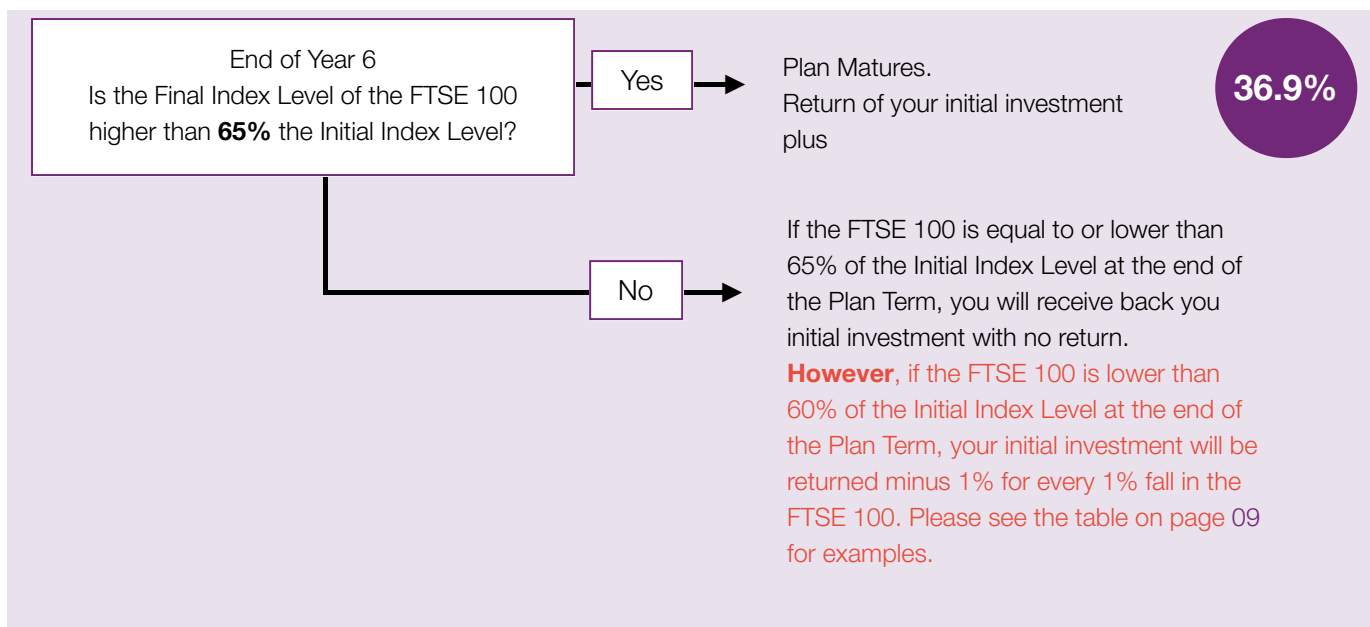 End of Year 6
Is the Final Index Level of the FTSE 100
higher than 65% the Initial Index Level?
Yes
Plan Matures.
Return of your initial investment
plus
36.9%
No
If the FTSE 100 is equal to or lower than
65% of the Initial Index Level at the end of
the Plan Term, you will receive back you
initial investment with no return.
However, if the FTSE 100 is lower than
60% of the Initial Index Level at the end of
the Plan Term, your initial investment will be
returned minus 1% for every 1% fall in the
FTSE 100. Please see the table on page 09
for examples.